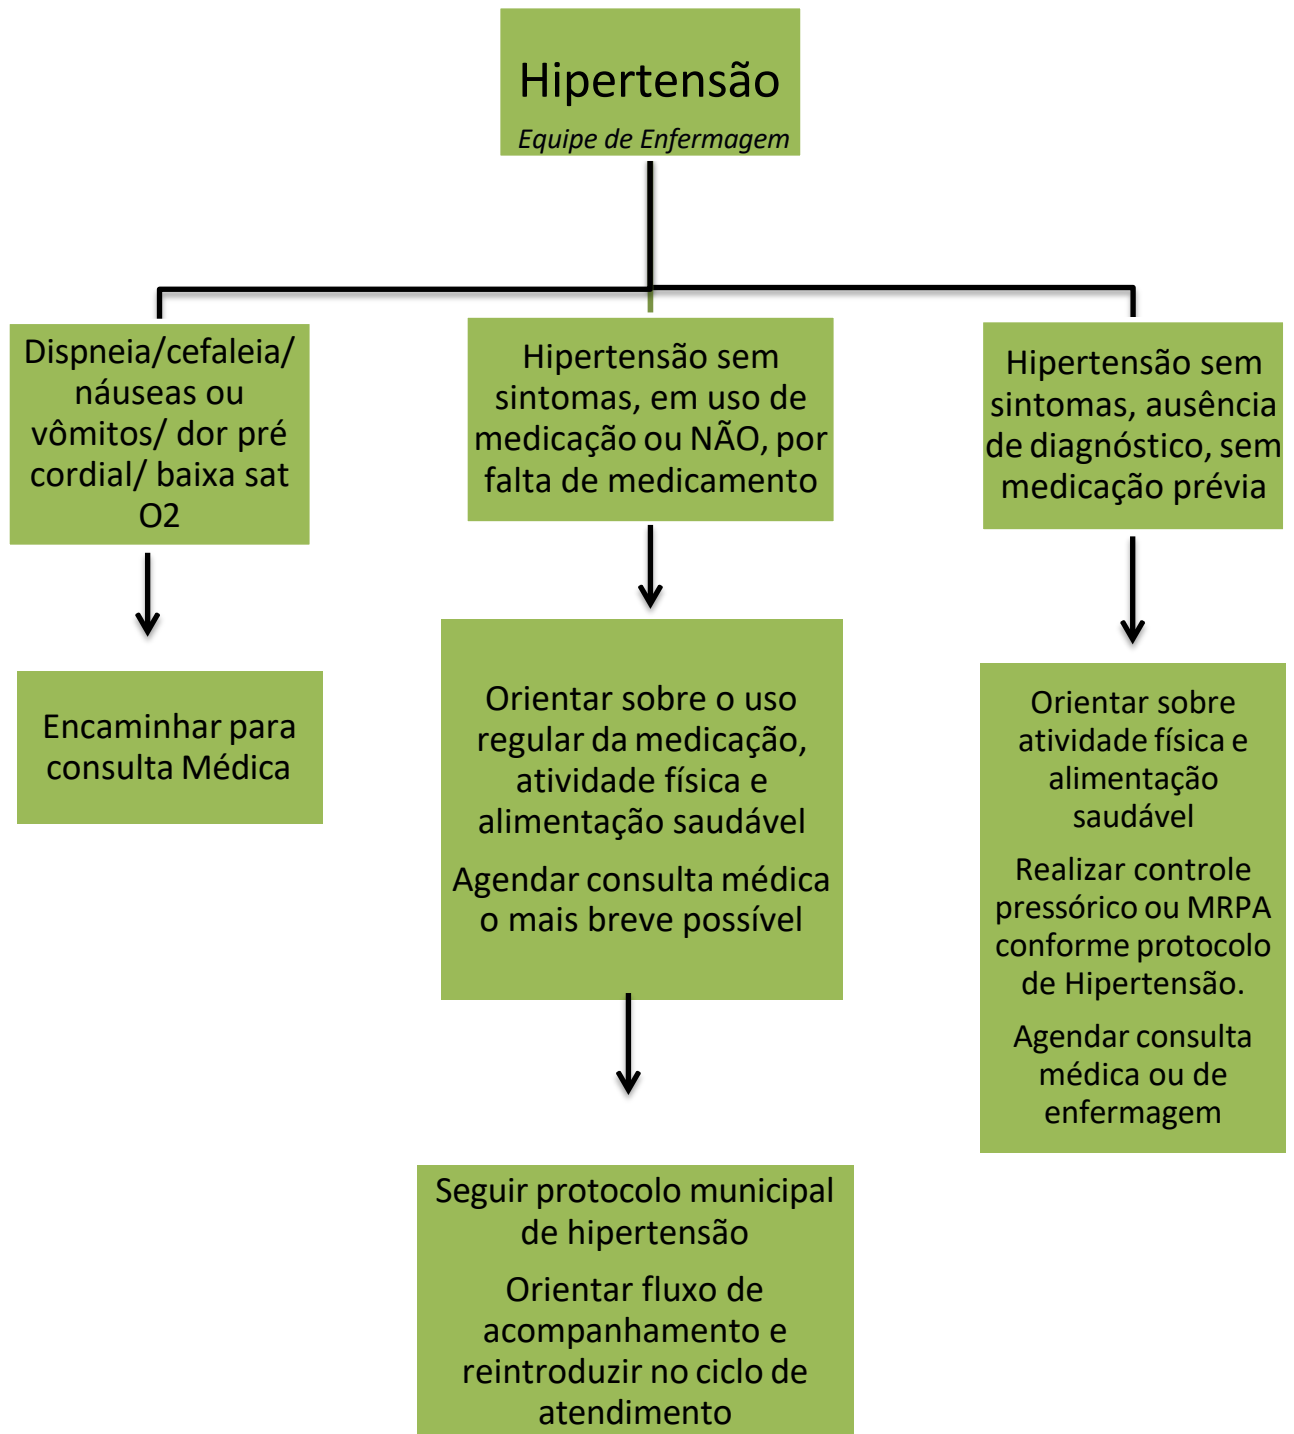 Hipertensão
Equipe de Enfermagem
Dispneia/cefaleia/
náuseas ou
vômitos/ dor pré
cordial/ baixa sat
O2
Encaminhar para
consulta Médica
Hipertensão sem
sintomas, em uso de
medicação ou NÃO, por
falta de medicamento
Orientar sobre o uso
regular da medicação,
atividade física e
alimentação saudável
Agendar consulta médica
o mais breve possível
Seguir protocolo municipal
de hipertensão
Orientar fluxo de
acompanhamento e
reintroduzir no ciclo de
atendimento
Hipertensão sem
sintomas, ausência
de diagnóstico, sem
medicação prévia
Orientar sobre
atividade física e
alimentação
saudável
Realizar controle
pressórico ou MRPA
conforme protocolo
de Hipertensão.
Agendar consulta
médica ou de
enfermagem